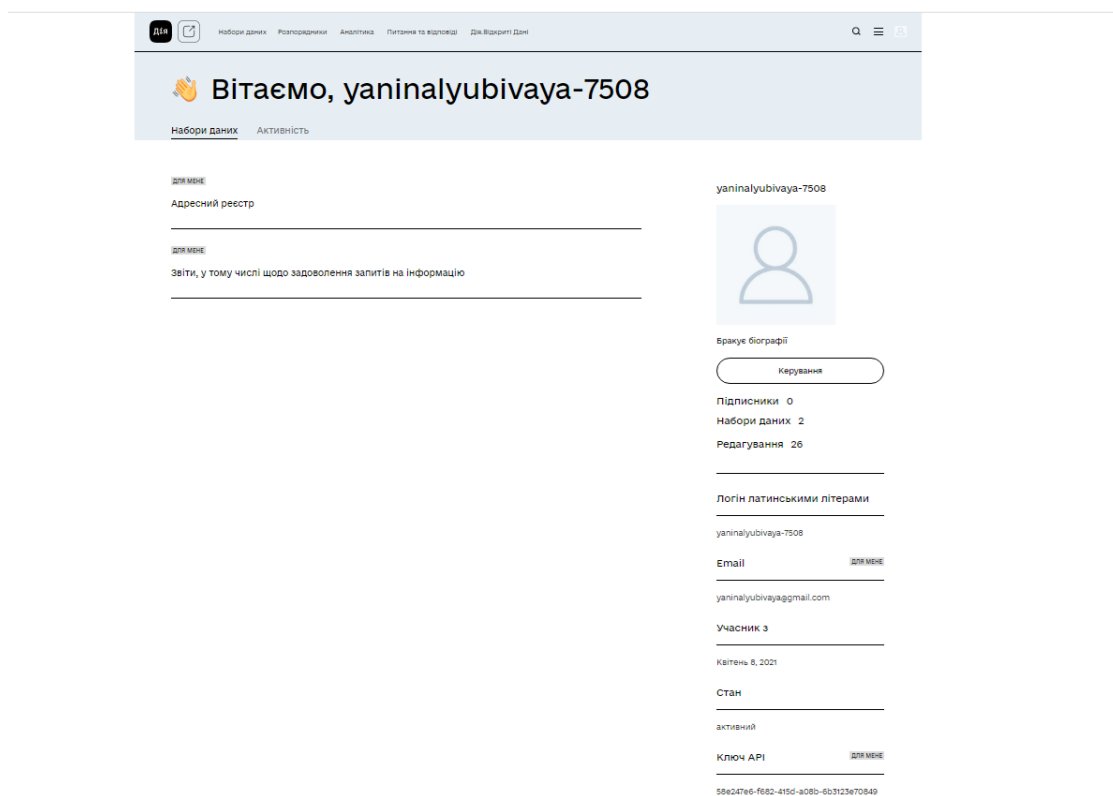 Дія Набори даних Розпорядники Аналітика Питання та відповіді Дія.Відкриті Дані
Вітаємо, yaninalyubivaya-7508
Набори даних Активність
ДЛЯ МЕНЕ
Адресний реєстр
ДЛЯ МЕНЕ
Звіти, у тому числі щодо задоволення запитів на інформацію
yaninalyubivaya-7508
Бракує біографії
Керування
Підписники 0
Набори даних 2
Редагування 26
Логін латинськими літерами
yaninalyubivaya-7508
Email ДЛЯ МЕНЕ
yaninalyubivaya@gmail.com
Учасник з
Квітень 8, 2021
Стан
активний
Ключ API ДЛЯ МЕНЕ
58e247e6-f682-415d-a08b-6b3123e70849